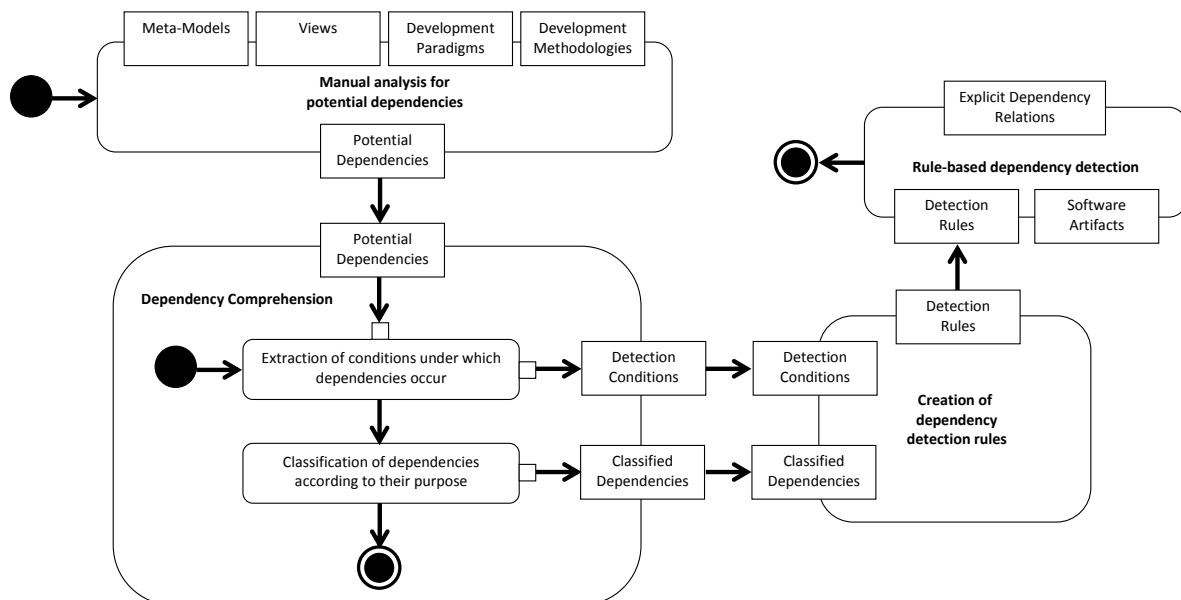 Meta-Models
Views
Development
Paradigms
Development
Methodologies
Manual analysis for
potential dependencies
Potential
Dependencies
Potential
Dependencies
Dependency Comprehension
Extraction of conditions under which
dependencies occur
Detection
Conditions
Detection
Conditions
Classification of dependencies
according to their purpose
Classified
Dependencies
Classified
Dependencies
Creation of
dependency
detection rules
Detection
Rules
Detection
Rules
Software
Artifacts
Rule-based dependency detection
Explicit Dependency
Relations